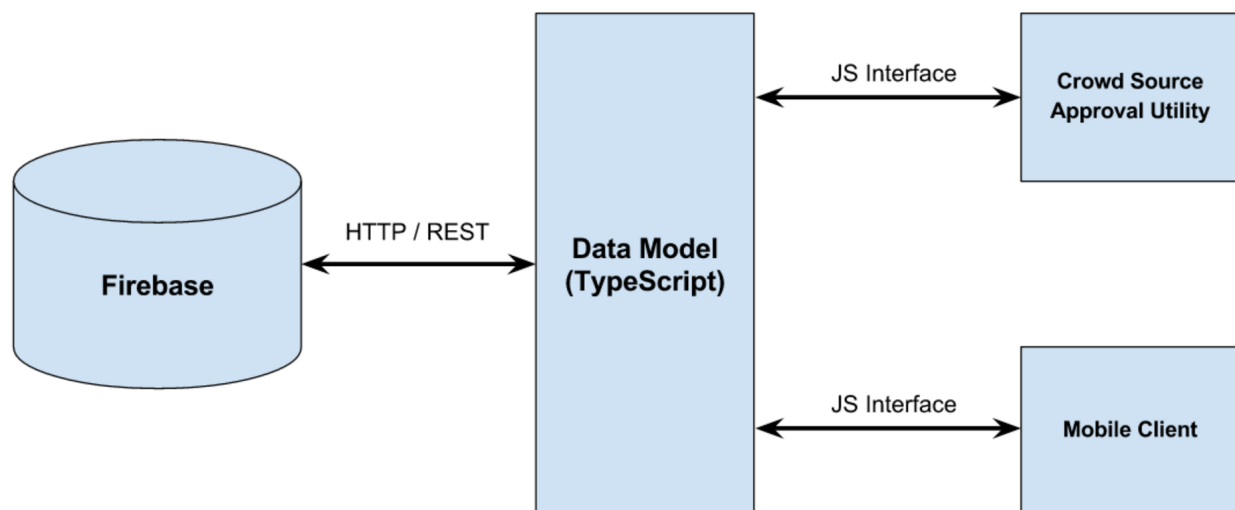 JS Interface
Crowd Source
Approval Utility
HTTP / REST
Firebase
Data Model
(TypeScript)
JS Interface
Mobile Client